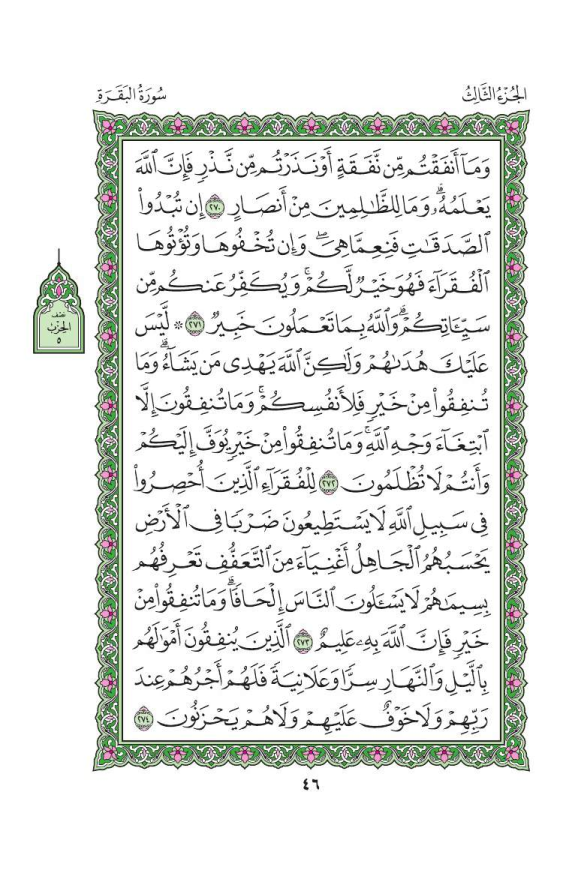 الجُزْءُ الثَّالِثُ
سُورَةُ البَقَرَةِ
وَمَآ أَنفَقْتُم مِّن نَّفَقَةٍ أَوْ نَذَرْتُم مِّن نَّذْرٍ فَإِنَّ ٱللَّهَ
يَعْلَمُهُۥۗ وَمَا لِلظَّٰلِمِينَ مِنْ أَنصَارٍ ٢٧٠ إِن تُبْدُوا۟
ٱلصَّدَقَٰتِ فَنِعِمَّا هِىَۖ وَإِن تُخْفُوهَا وَتُؤْتُوهَا
ٱلْفُقَرَآءَ فَهُوَ خَيْرٌ لَّكُمْۚ وَيُكَفِّرُ عَنكُم مِّن
سَيِّـَٔاتِكُمْۗ وَٱللَّهُ بِمَا تَعْمَلُونَ خَبِيرٌ ٢٧١ ۞ لَّيْسَ
عَلَيْكَ هُدَىٰهُمْ وَلَٰكِنَّ ٱللَّهَ يَهْدِى مَن يَشَآءُۗ وَمَا
تُنفِقُوا۟ مِنْ خَيْرٍ فَلِأَنفُسِكُمْۚ وَمَا تُنفِقُونَ إِلَّا
ٱبْتِغَآءَ وَجْهِ ٱللَّهِۚ وَمَا تُنفِقُوا۟ مِنْ خَيْرٍ يُوَفَّ إِلَيْكُمْ
وَأَنتُمْ لَا تُظْلَمُونَ ٢٧٢ لِلْفُقَرَآءِ ٱلَّذِينَ أُحْصِرُوا۟
فِى سَبِيلِ ٱللَّهِ لَا يَسْتَطِيعُونَ ضَرْبًا فِى ٱلْأَرْضِ
يَحْسَبُهُمُ ٱلْجَاهِلُ أَغْنِيَآءَ مِنَ ٱلتَّعَفُّفِ تَعْرِفُهُم
بِسِيمَٰهُمْ لَا يَسْـَٔلُونَ ٱلنَّاسَ إِلْحَافًاۗ وَمَا تُنفِقُوا۟ مِنْ
خَيْرٍ فَإِنَّ ٱللَّهَ بِهِۦ عَلِيمٌ ٢٧٣ ٱلَّذِينَ يُنفِقُونَ أَمْوَٰلَهُم
بِٱلَّيْلِ وَٱلنَّهَارِ سِرًّا وَعَلَانِيَةً فَلَهُمْ أَجْرُهُمْ عِندَ
رَبِّهِمْ وَلَا خَوْفٌ عَلَيْهِمْ وَلَا هُمْ يَحْزَنُونَ ٢٧٤
نصف
الحزب
٥
٤٦